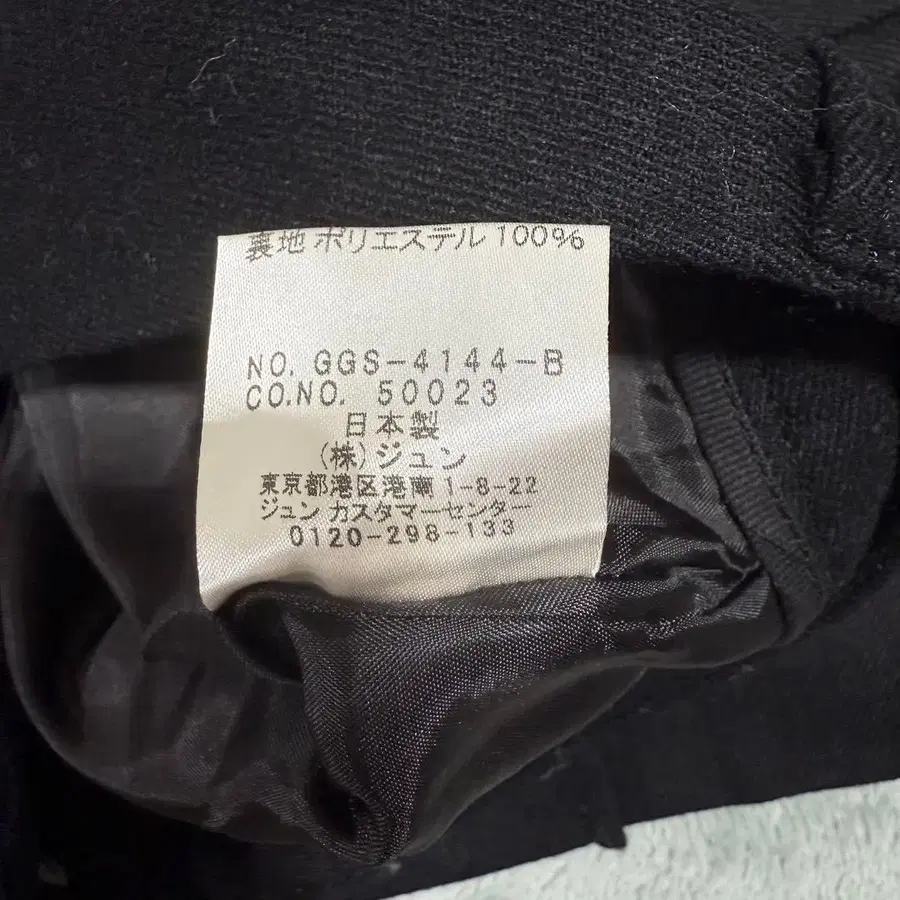 裏地 ポリエステル 100%
NO. GGS-4144-B
CO.NO. 50023
日本製
(株)ジュン
東京都港区港南1-8-22
ジュン カスタマーセンター
0120-298-133